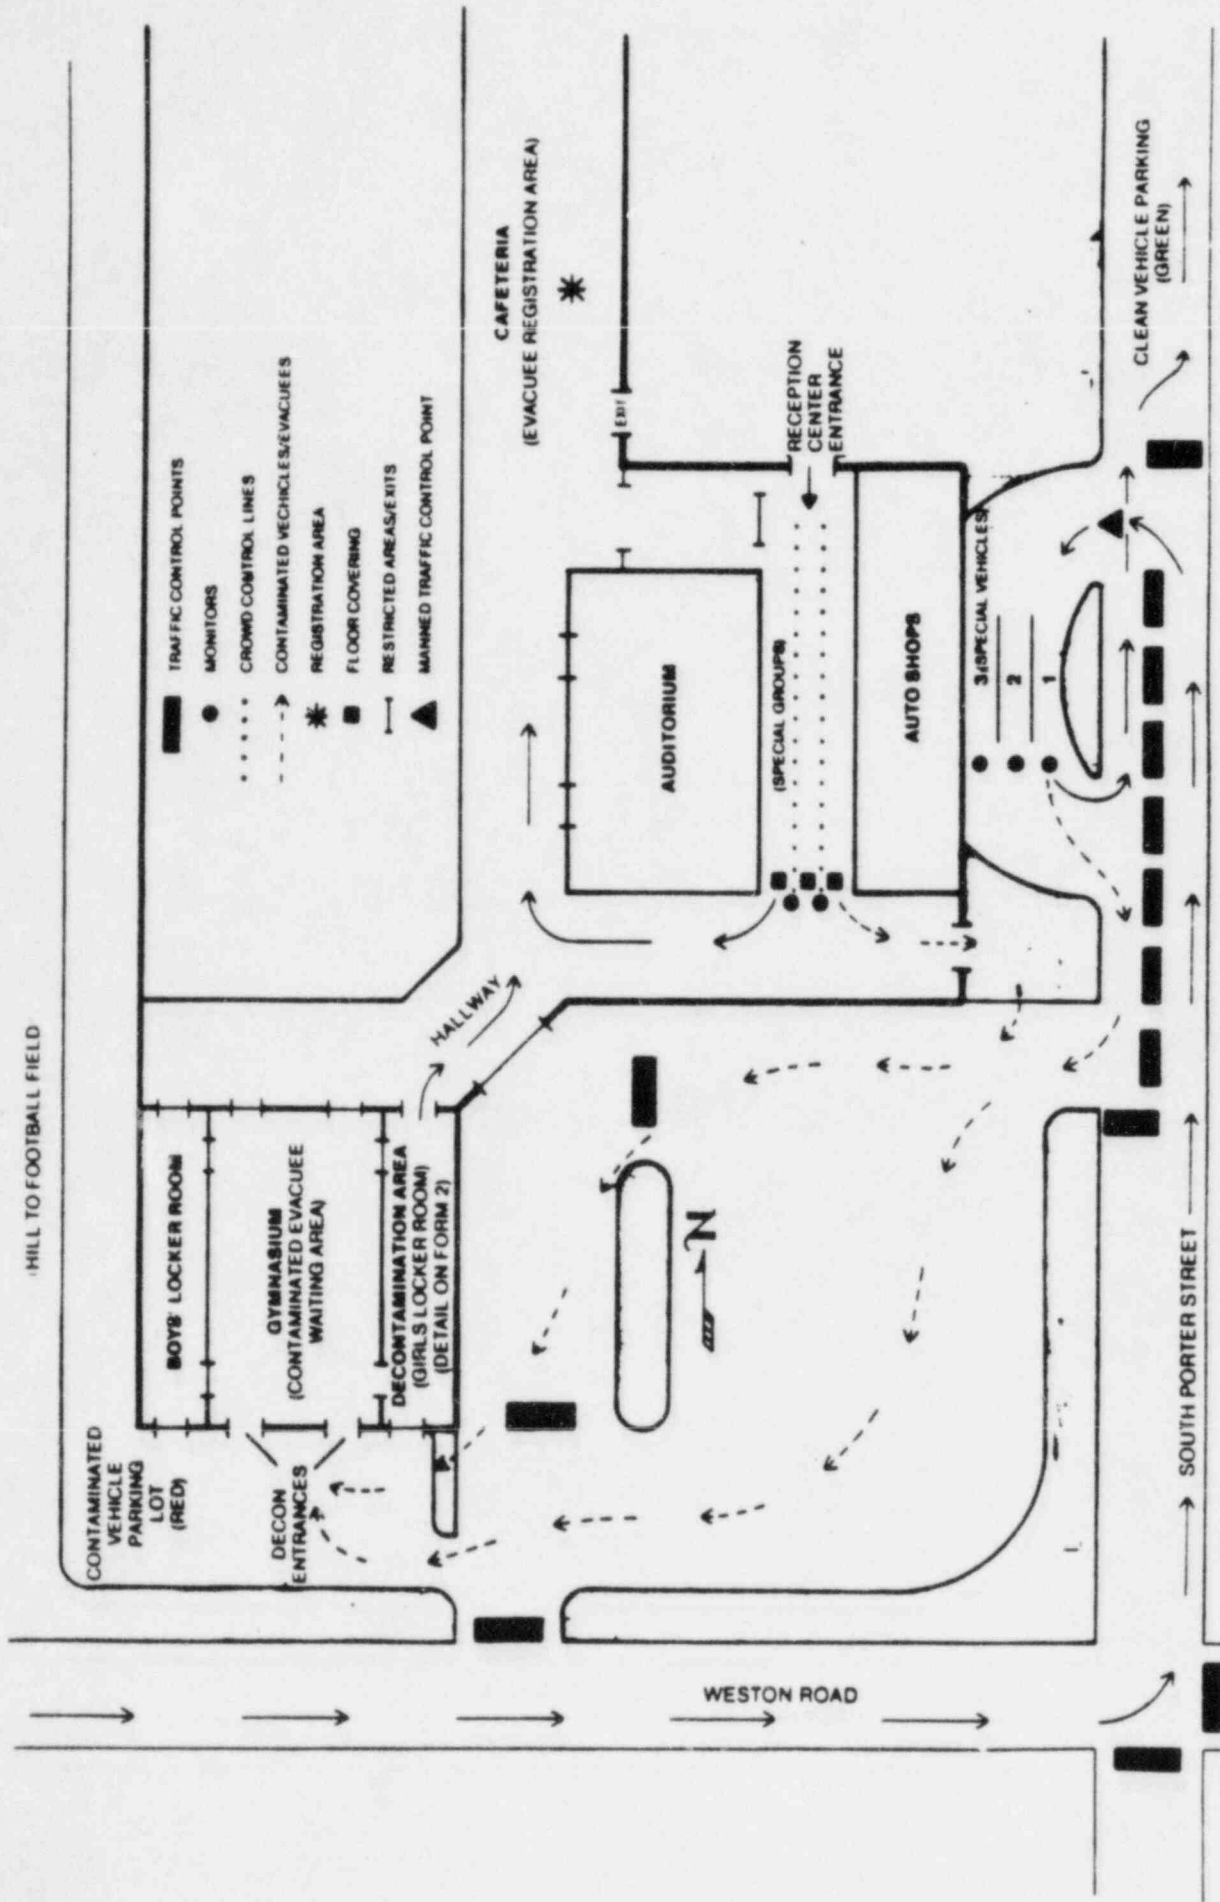 HILL TO FOOTBALL FIELD
CONTAMINATED
VEHICLE
PARKING
LOT
(RED)
BOYS' LOCKER ROOM
GYMNASIUM
(CONTAMINATED EVACUEE
WAITING AREA)
DECONTAMINATION AREA
(GIRLS LOCKER ROOM)
(DETAIL ON FORM 2)
DECON
ENTRANCES
HALLWAY
TRAFFIC CONTROL POINTS
MONITORS
CROWD CONTROL LINES
CONTAMINATED VECHICLES/EVACUEES
REGISTRATION AREA
FLOOR COVERING
RESTRICTED AREAS/EXITS
MANNED TRAFFIC CONTROL POINT
CAFETERIA
(EVACUEE REGISTRATION AREA)
EXIT
AUDITORIUM
(SPECIAL GROUPS)
RECEPTION
CENTER
ENTRANCE
AUTO SHOPS
3 (SPECIAL VEHICLES)
2
1
N
CLEAN VEHICLE PARKING
(GREEN)
SOUTH PORTER STREET
WESTON ROAD